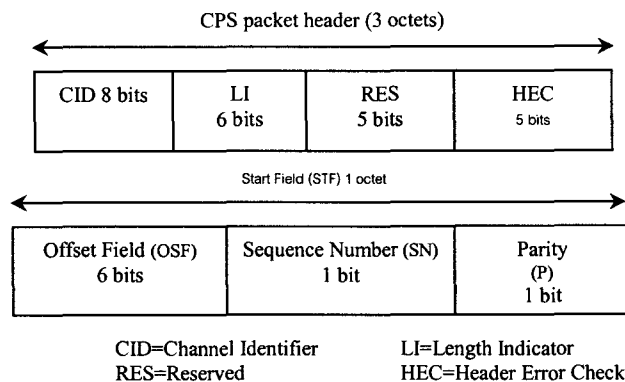 CPS packet header (3 octets)
CID 8 bits
LI
6 bits
RES
5 bits
HEC
5 bits
Start Field (STF) 1 octet
Offset Field (OSF)
6 bits
Sequence Number (SN)
1 bit
Parity
(P)
1 bit
CID=Channel Identifier
LI=Length Indicator
RES=Reserved
HEC=Header Error Check